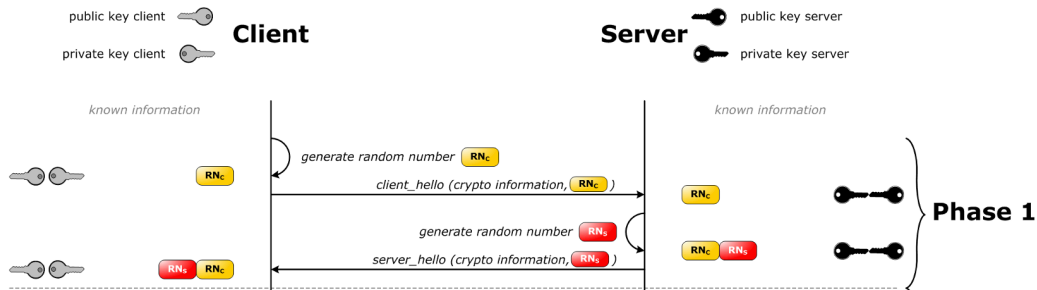 public key client
Client
Server
public key server
private key client
private key server
known information
known information
generate random number RNC
RNC
client_hello (crypto information, RNC )
RNC
Phase 1
generate random number RNS
RNC RNS
server_hello (crypto information, RNS )
RNS RNC